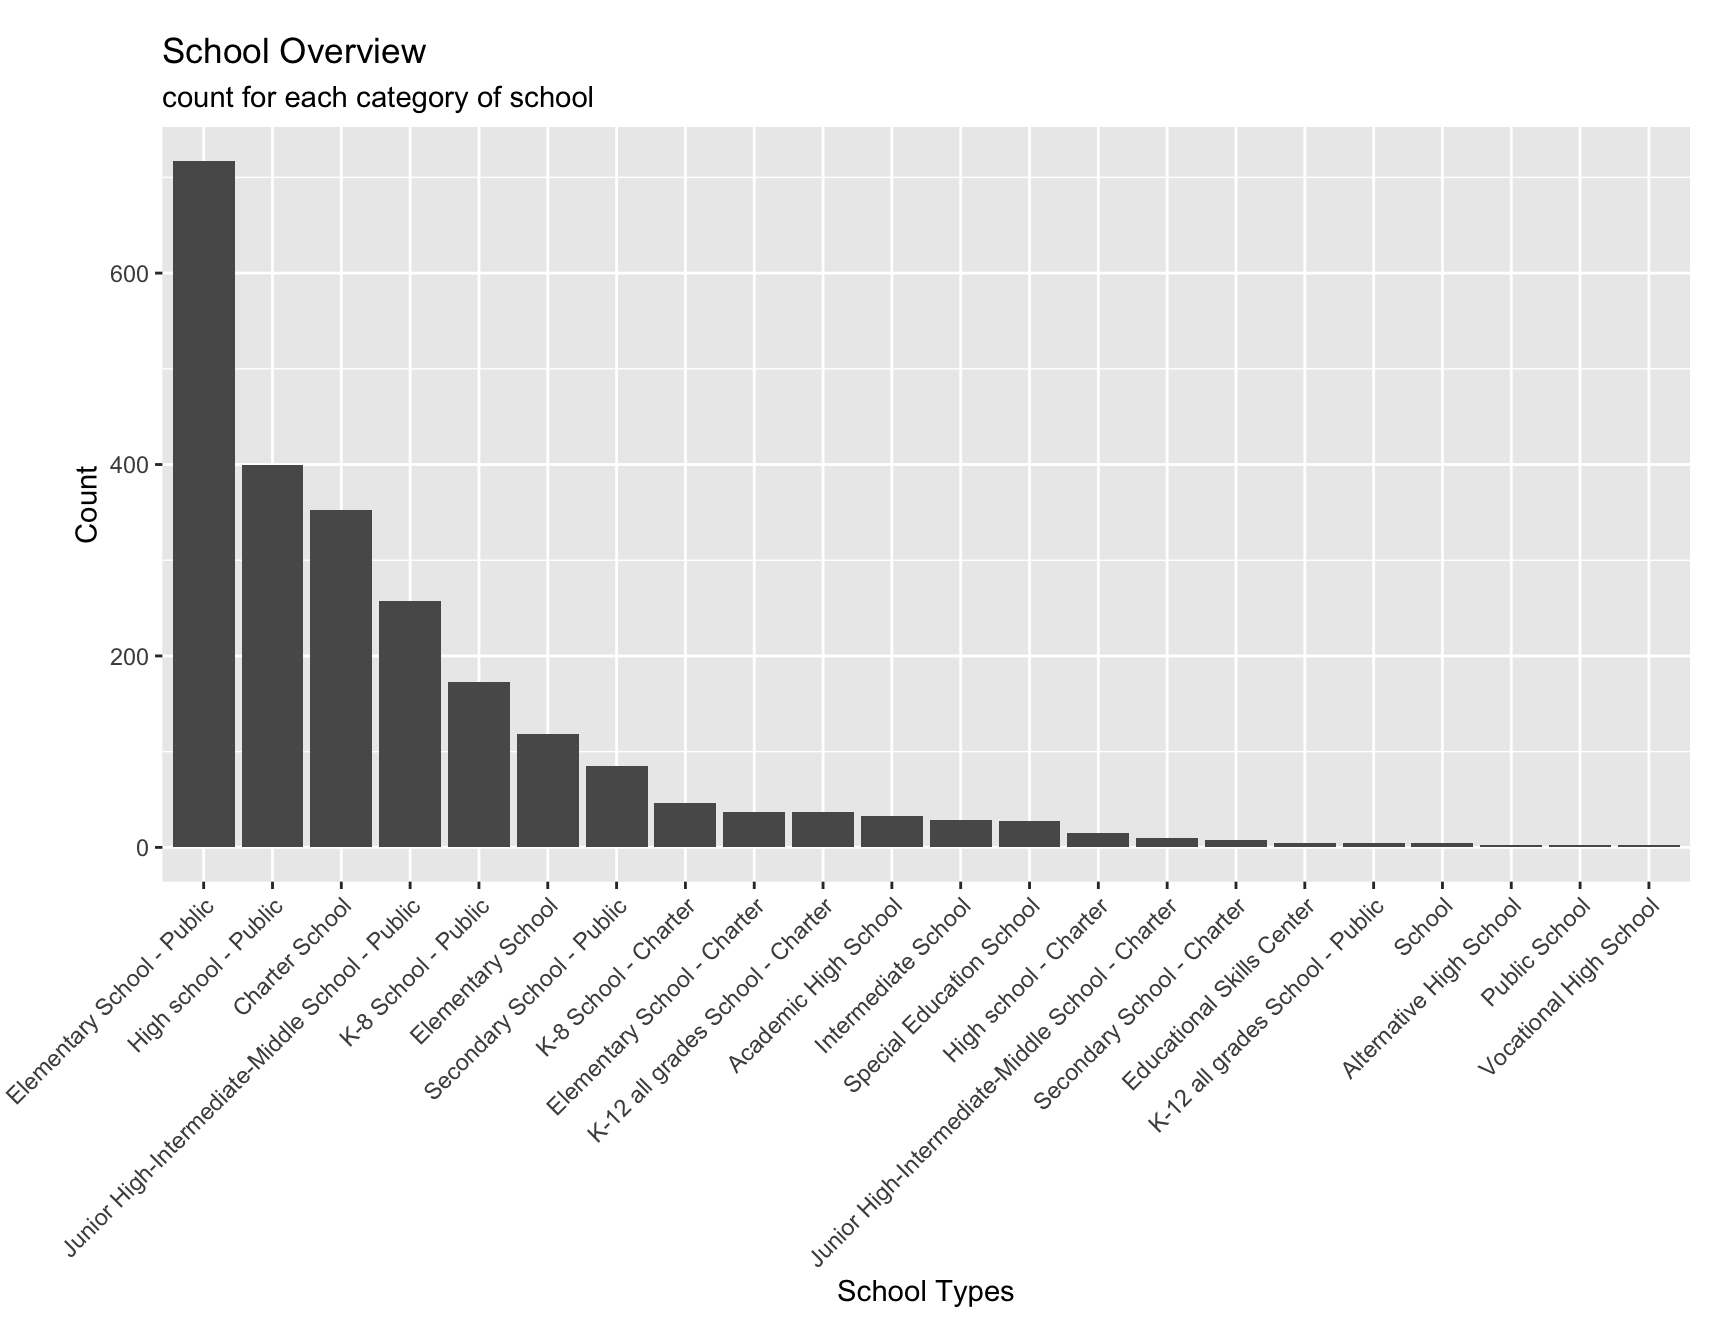 School Overview
count for each category of school
Count
600
400
200
0
Elementary School - Public
High school - Public
Charter School
Junior High-Intermediate-Middle School - Public
K-8 School - Public
Elementary School
Secondary School - Public
K-8 School - Charter
Elementary School - Charter
K-12 all grades School - Charter
Academic High School
Intermediate School
Special Education School
High school - Charter
Junior High-Intermediate-Middle School - Charter
Secondary School - Charter
Educational Skills Center
K-12 all grades School - Public
School
Alternative High School
Public School
Vocational High School
School Types